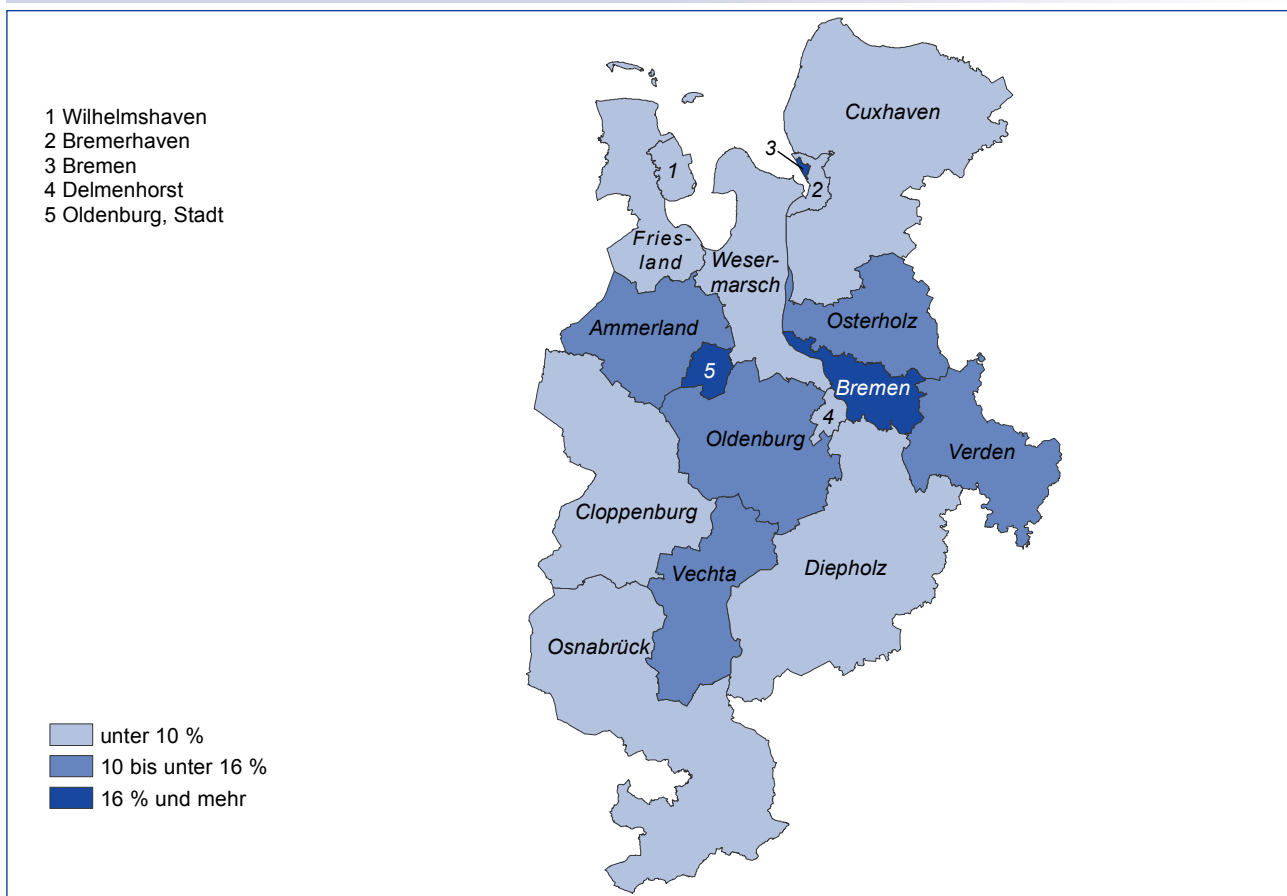 1 Wilhelmshaven
2 Bremerhaven
3 Bremen
4 Delmenhorst
5 Oldenburg, Stadt
Cuxhaven
3
1
2
Fries-
land
Weser-
marsch
Ammerland
Osterholz
5
Bremen
4
Oldenburg
Verden
Cloppenburg
Vechta
Diepholz
Osnabrück
unter 10 %
10 bis unter 16 %
16 % und mehr